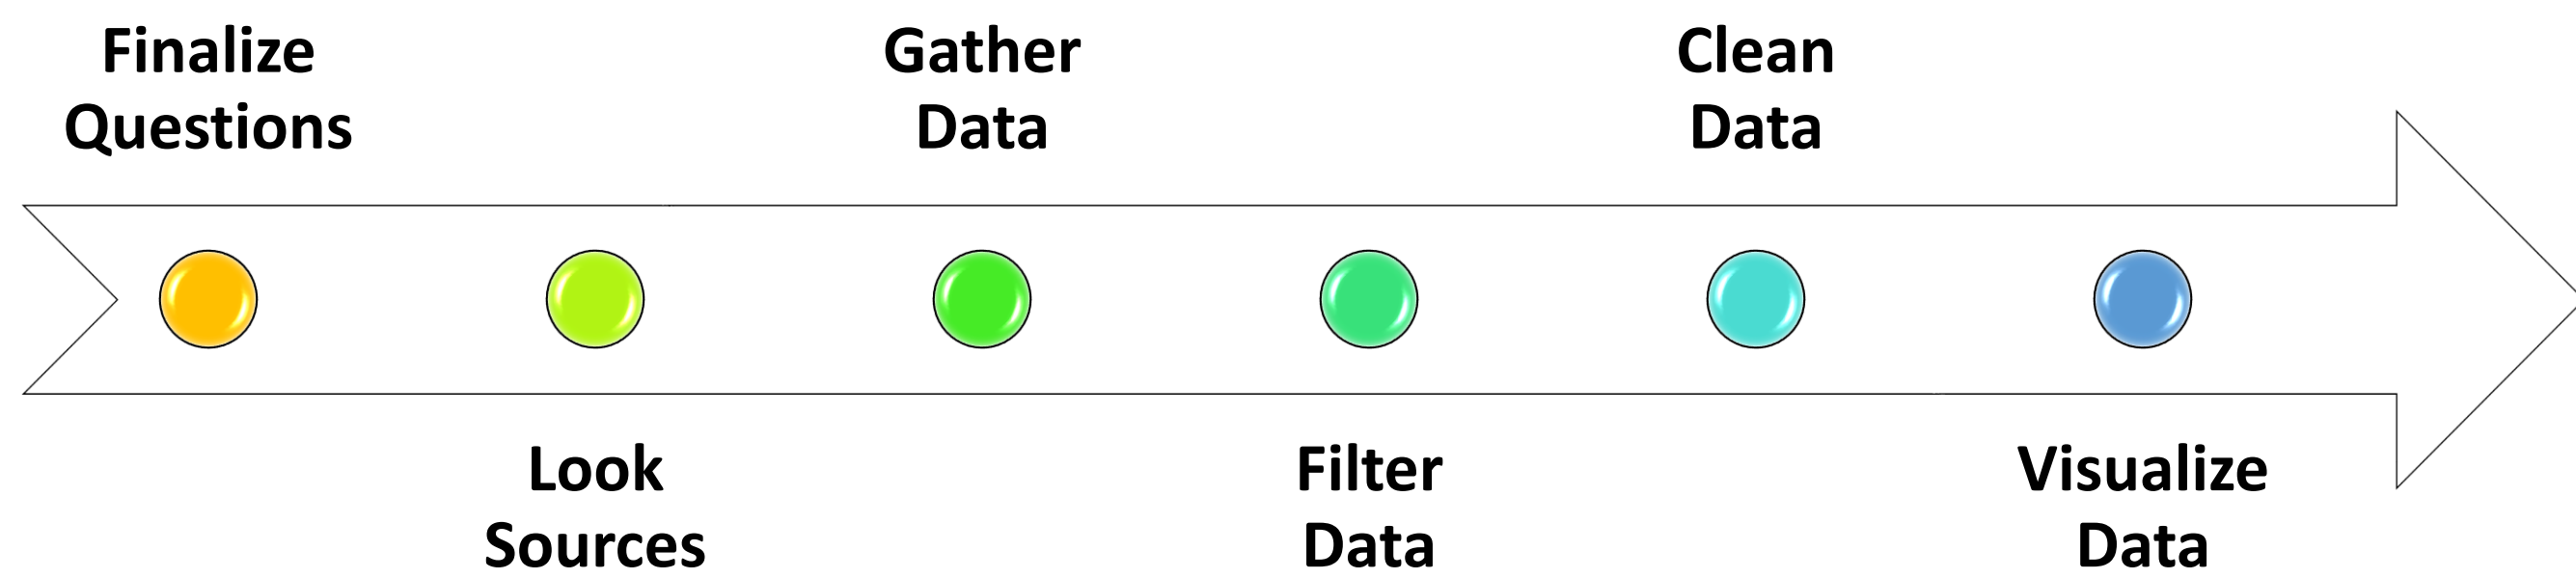 Finalize
Questions
Look
Sources
Gather
Data
Filter
Data
Clean
Data
Visualize
Data